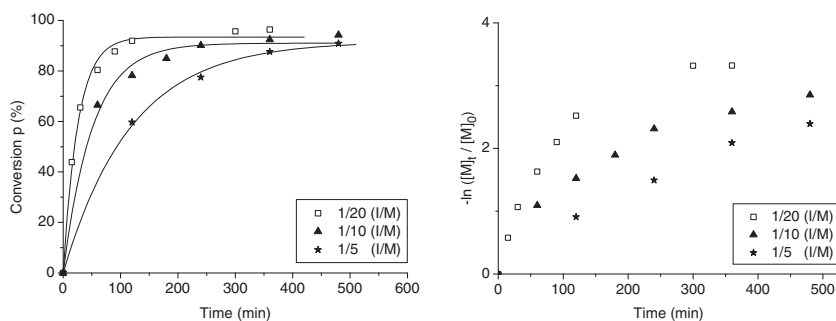 100
80
60
40
20
0
Conversion p (%)
0 100 200 300 400 500 600
Time (min)
1/20 (I/M)
1/10 (I/M)
1/5 (I/M)
4
2
0
-ln ([M]t / [M]0)
0 100 200 300 400 500
Time (min)
1/20 (I/M)
1/10 (I/M)
1/5 (I/M)